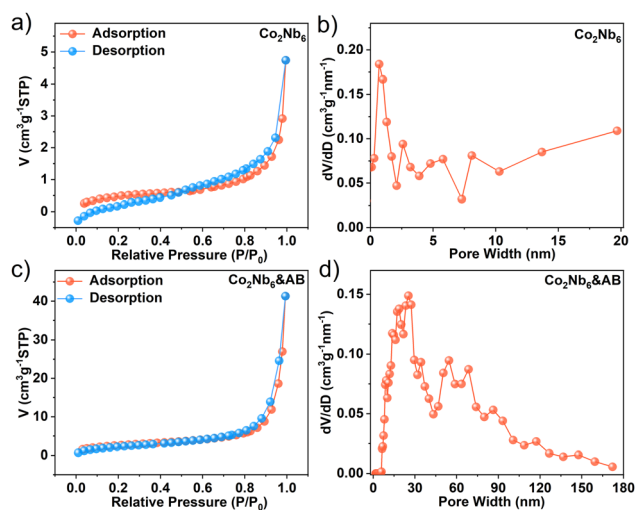 a)
Adsorption
Desorption
Co₂Nb₆
V (cm³g⁻¹STP)
5
4
3
2
1
0
0.0 0.2 0.4 0.6 0.8 1.0
Relative Pressure (P/P₀)
b)
Co₂Nb₆
dV/dD (cm³g⁻¹nm⁻¹)
0.20
0.15
0.10
0.05
0.00
0 5 10 15 20
Pore Width (nm)
c)
Adsorption
Desorption
Co₂Nb₆&AB
V (cm³g⁻¹STP)
40
30
20
10
0
0.0 0.2 0.4 0.6 0.8 1.0
Relative Pressure (P/P₀)
d)
Co₂Nb₆&AB
dV/dD (cm³g⁻¹nm⁻¹)
0.15
0.10
0.05
0.00
0 30 60 90 120 150 180
Pore Width (nm)